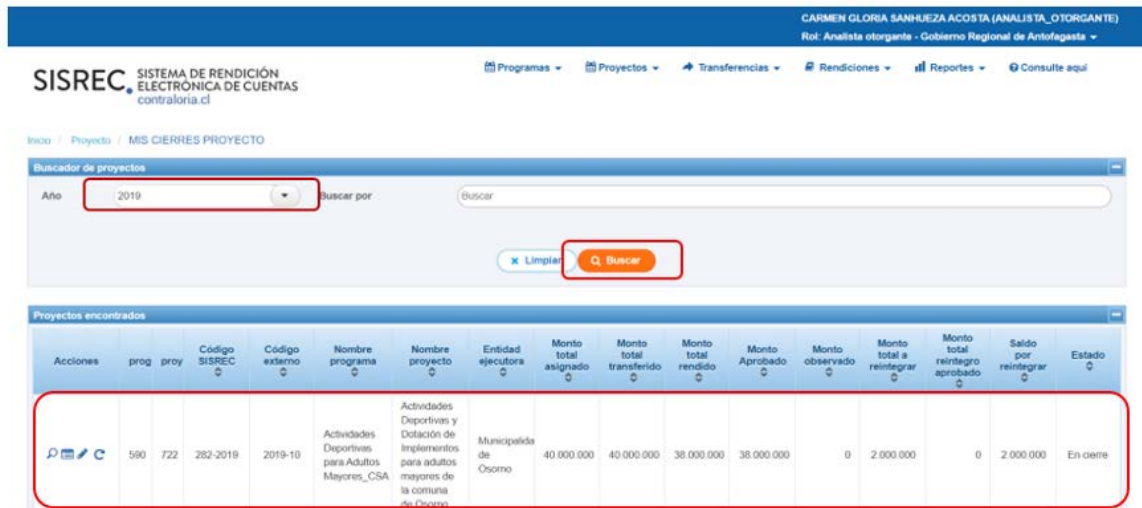 CARMEN GLORIA SANHUEZA ACOSTA (ANALISTA_OTORGANTE)
Rol: Analista otorgante - Gobierno Regional de Antofagasta
SISREC. SISTEMA DE RENDICIÓN ELECTRÓNICA DE CUENTAS
contraloria.cl
Programas Proyectos Transferencias Rendiciones Reportes Consulte aquí
Inicio / Proyecto / MIS CIERRES PROYECTO
Buscador de proyectos
Año 2019 Buscar por Buscar
Limpiar Buscar
Proyectos encontrados
Acciones prog proy Código SISREC Código externo Nombre programa Nombre proyecto Entidad ejecutora Monto total asignado Monto total transferido Monto total rendido Monto Aprobado Monto observado Monto total a reintegrar Monto total reintegro aprobado Saldo por reintegrar Estado
590 722 282-2019 2019-10 Actividades Deportivas para Adultos Mayores_CSA Actividades Deportivas y Dotación de Implementos para adultos mayores de la comuna de Osorno Municipalida de Osorno 40.000.000 40.000.000 38.000.000 38.000.000 0 2.000.000 0 2.000.000 En cierre